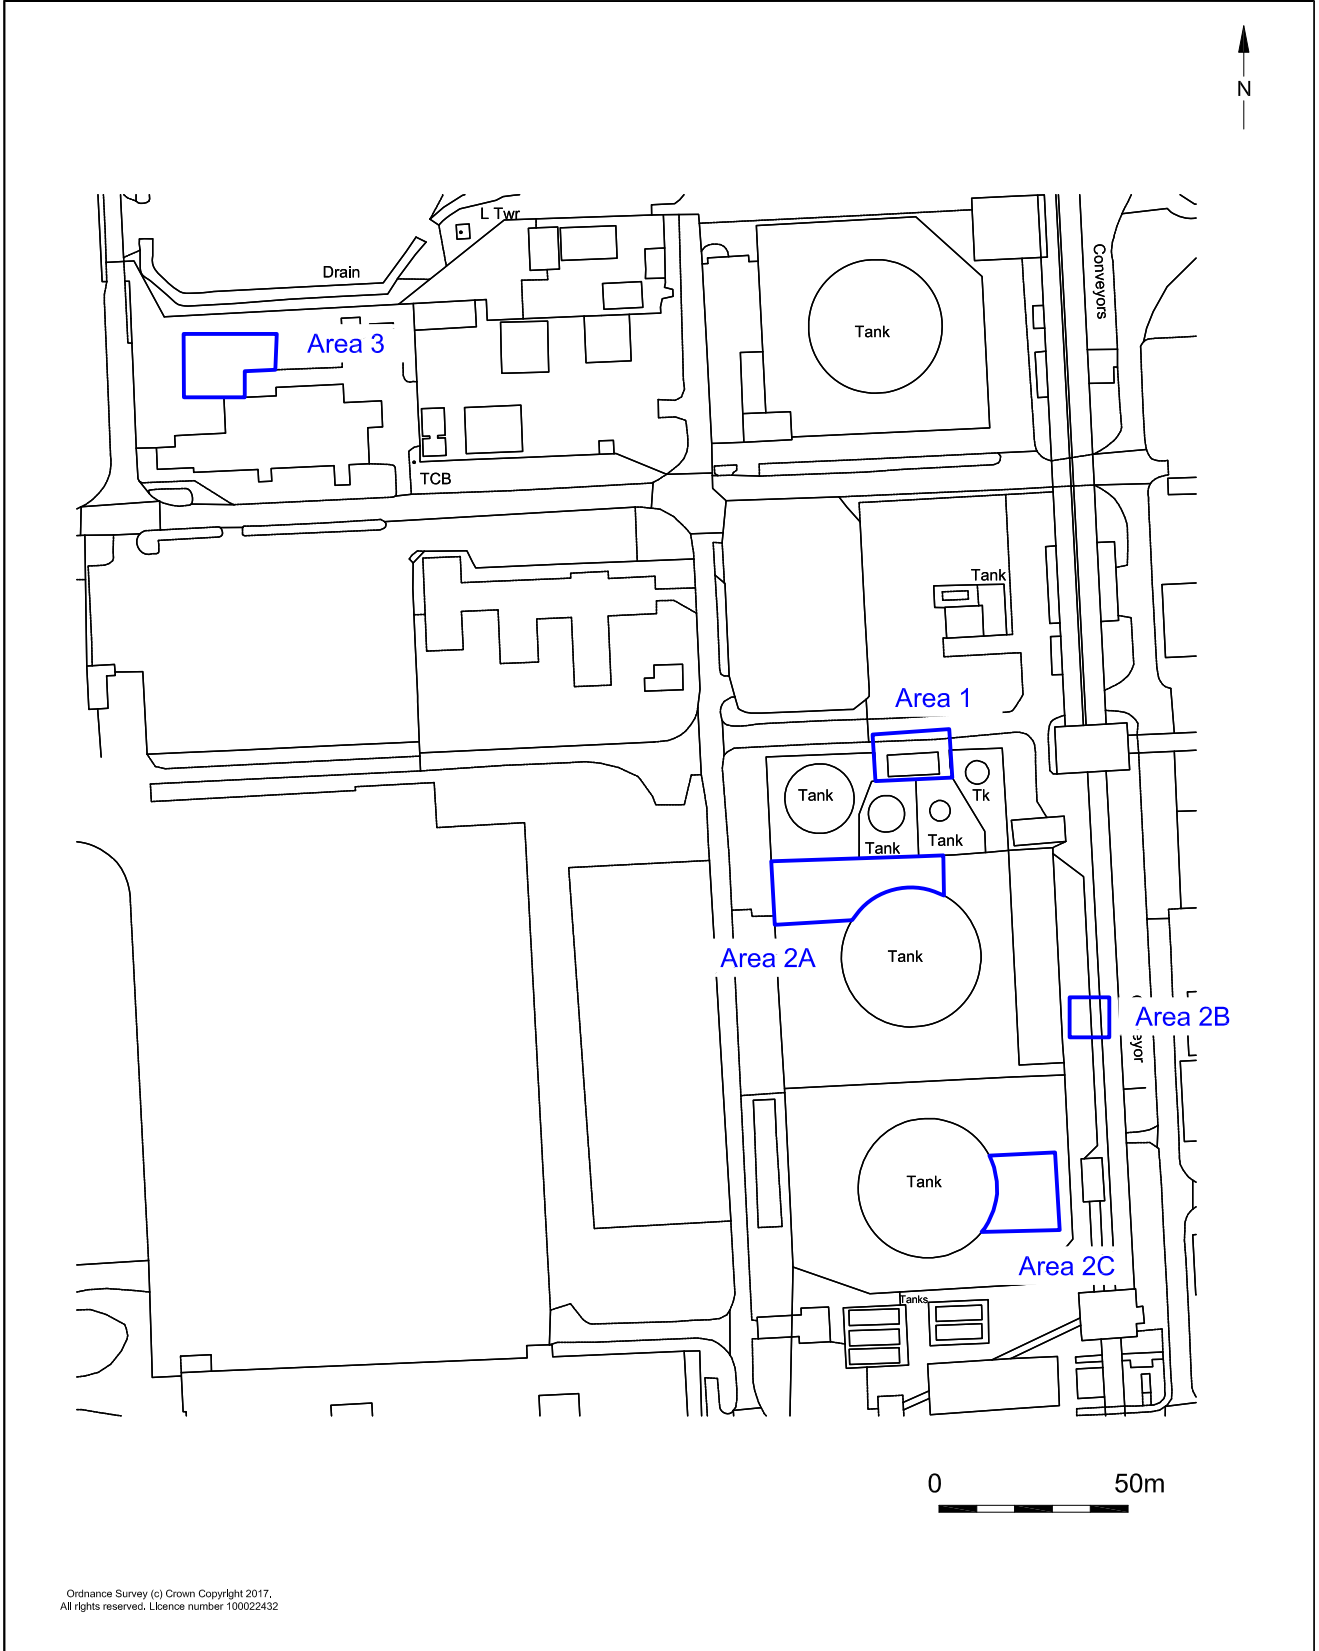 N
L Twr
Drain
Conveyors
Area 3
Tank
TCB
Tank
Area 1
Tank
Tk
Tank
Tank
Area 2A
Tank
Area 2B
Tank
Area 2C
Tanks
0 50m
Ordnance Survey (c) Crown Copyright 2017.
All rights reserved. Licence number 100022432